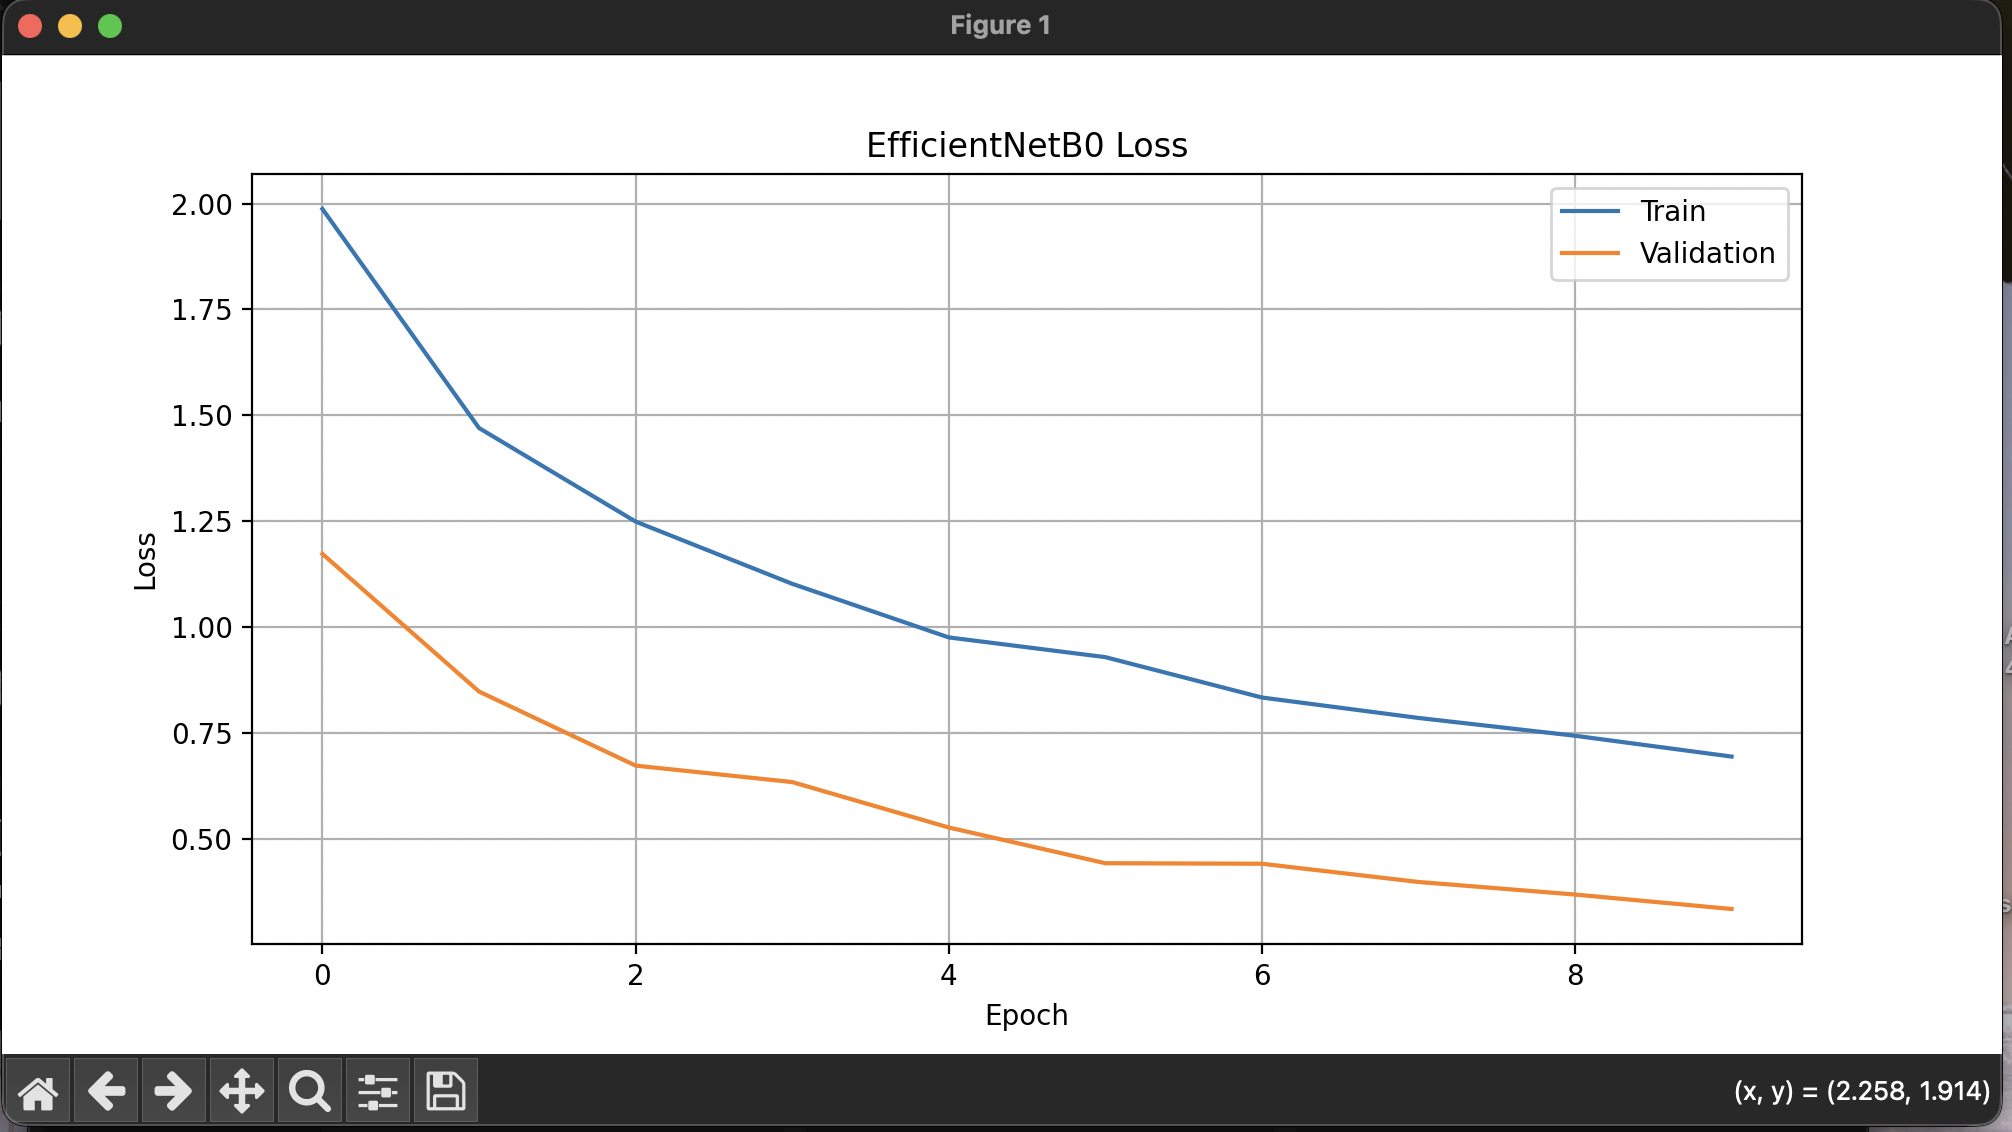 Figure 1
EfficientNetB0 Loss
Train
Validation
2.00
1.75
1.50
1.25
1.00
0.75
0.50
Loss
0 2 4 6 8
Epoch
(x, y) = (2.258, 1.914)